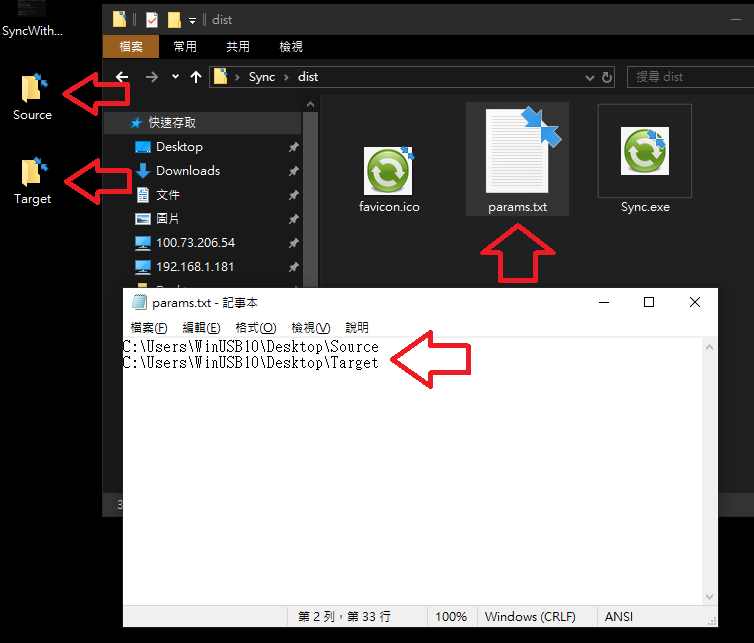 SyncWith...
Source
Target
dist
檔案 常用 共用 檢視
Sync dist
搜尋 dist
快速存取
Desktop
Downloads
文件
圖片
100.73.206.54
192.168.1.181
favicon.ico
params.txt
Sync.exe
params.txt - 記事本
檔案(F) 編輯(E) 格式(O) 檢視(V) 說明
C:\Users\WinUSB10\Desktop\Source
C:\Users\WinUSB10\Desktop\Target
第 2 列，第 33 行 100% Windows (CRLF) ANSI